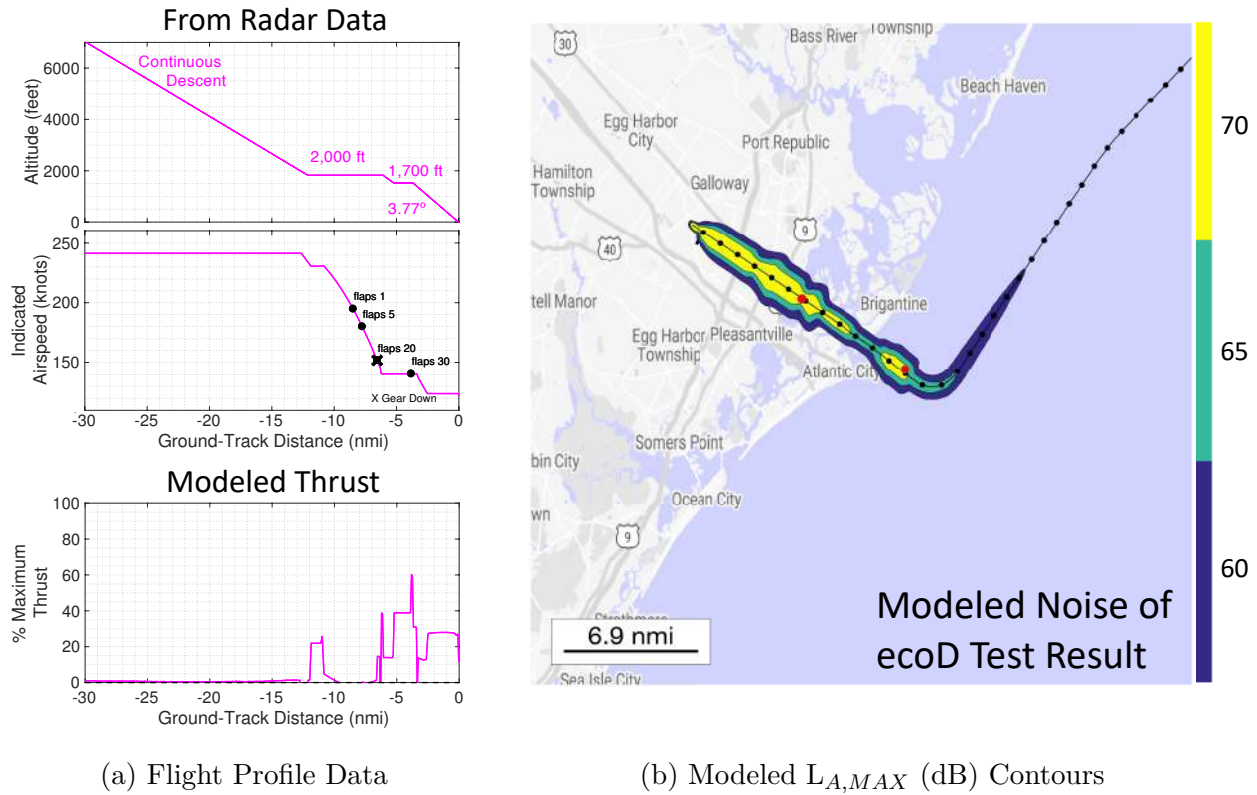 From Radar Data
6000
4000
2000
0
Altitude (feet)
Continuous
Descent
2,000 ft
1,700 ft
3.77º
250
200
150
Indicated
Airspeed (knots)
flaps 1
flaps 5
flaps 20
flaps 30
X Gear Down
-30 -25 -20 -15 -10 -5 0
Ground-Track Distance (nmi)
Modeled Thrust
100
80
60
40
20
0
% Maximum
Thrust
-30 -25 -20 -15 -10 -5 0
Ground-Track Distance (nmi)
(a) Flight Profile Data
30
Bass River
Township
Beach Haven
Egg Harbor
City
Port Republic
Hamilton
Township
Galloway
9
40
tell Manor
Brigantine
Egg Harbor
Township
Pleasantville
Atlantic City
Somers Point
bin City
Ocean City
wn
9
6.9 nmi
Sea Isle City
Modeled Noise of
ecoD Test Result
70
65
60
(b) Modeled L_{A,MAX} (dB) Contours